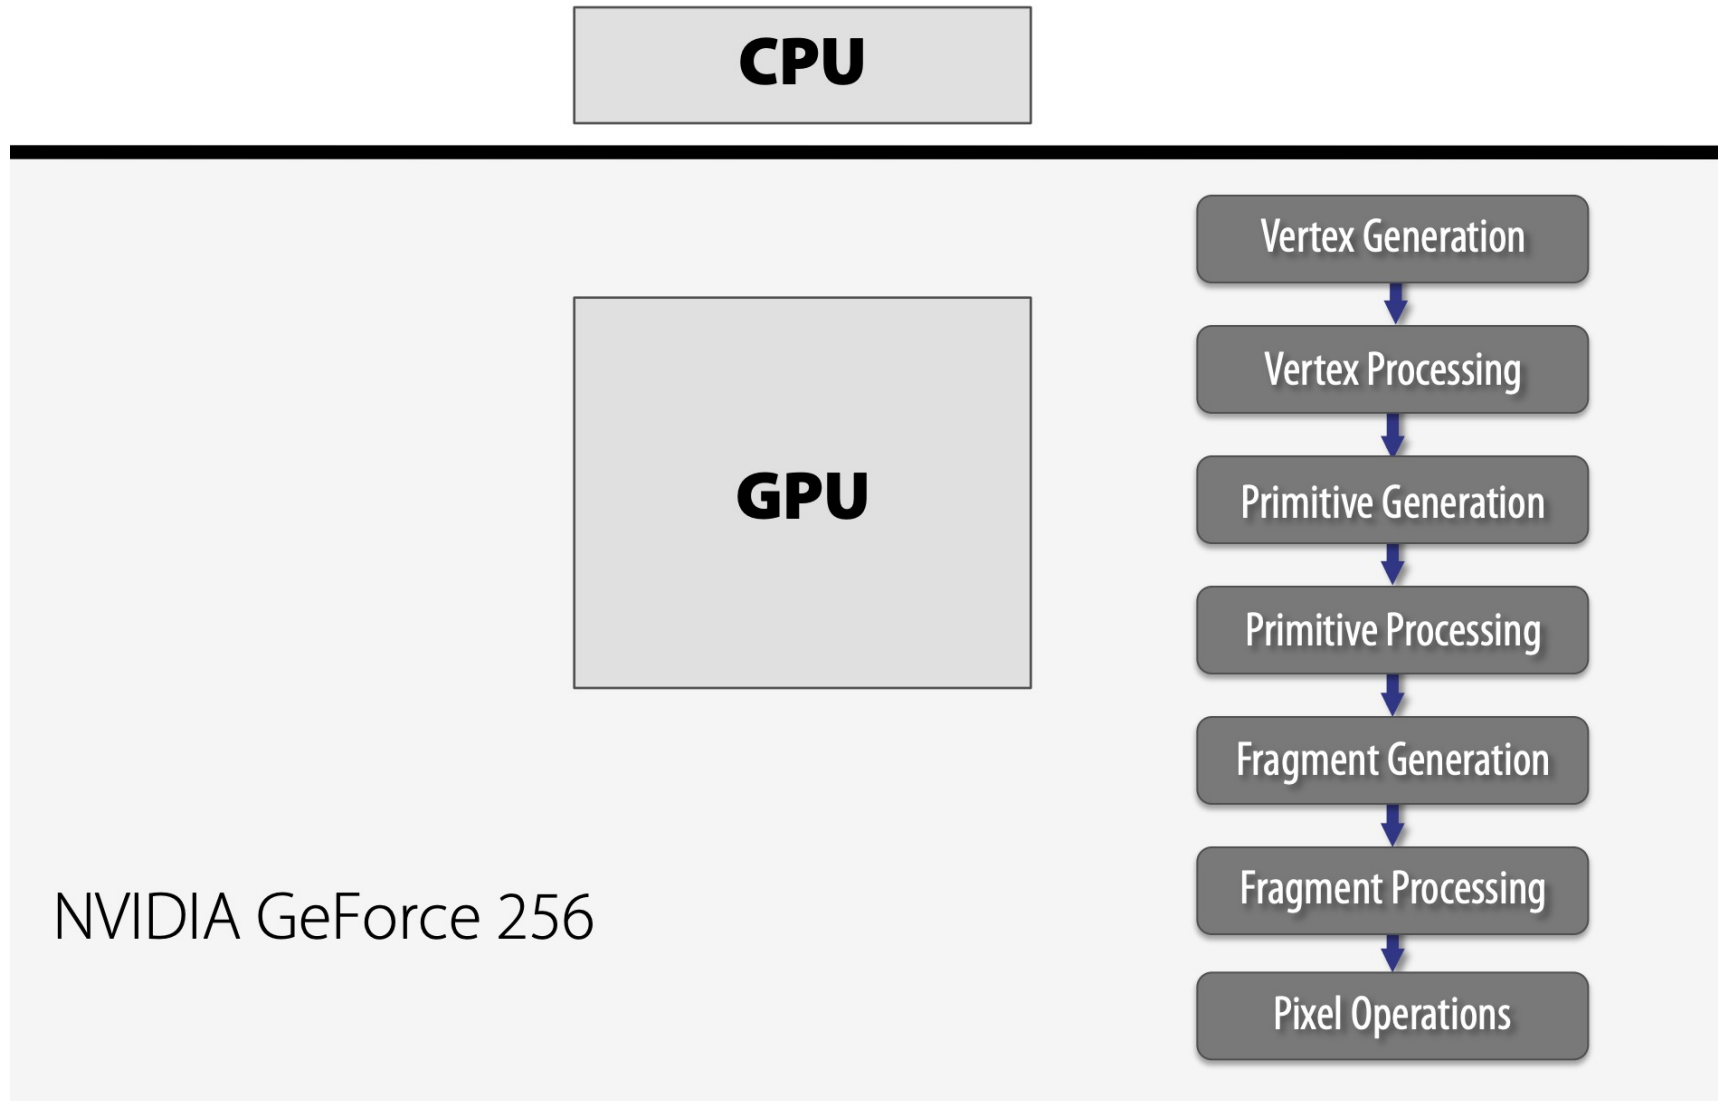 CPU
GPU
NVIDIA GeForce 256
Vertex Generation
Vertex Processing
Primitive Generation
Primitive Processing
Fragment Generation
Fragment Processing
Pixel Operations